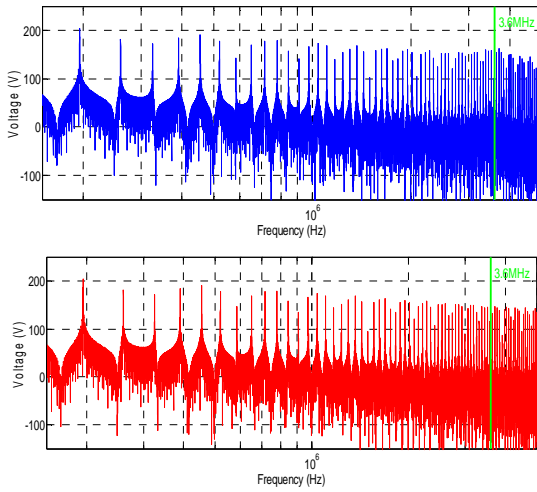 200
3.6MHz
100
0
-100
Voltage (V)
10^6
Frequency (Hz)
200
3.6MHz
100
0
-100
Voltage (V)
10^6
Frequency (Hz)